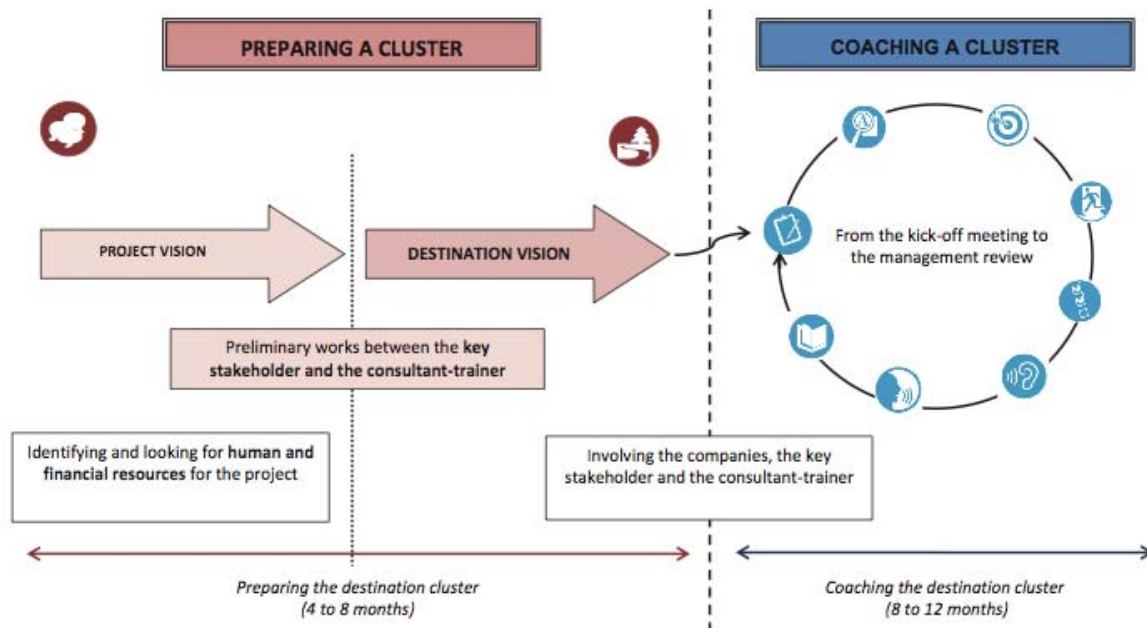 PREPARING A CLUSTER
COACHING A CLUSTER
PROJECT VISION
DESTINATION VISION
From the kick-off meeting to
the management review
Preliminary works between the key
stakeholder and the consultant-trainer
Identifying and looking for human and
financial resources for the project
Involving the companies, the key
stakeholder and the consultant-trainer
Preparing the destination cluster
(4 to 8 months)
Coaching the destination cluster
(8 to 12 months)